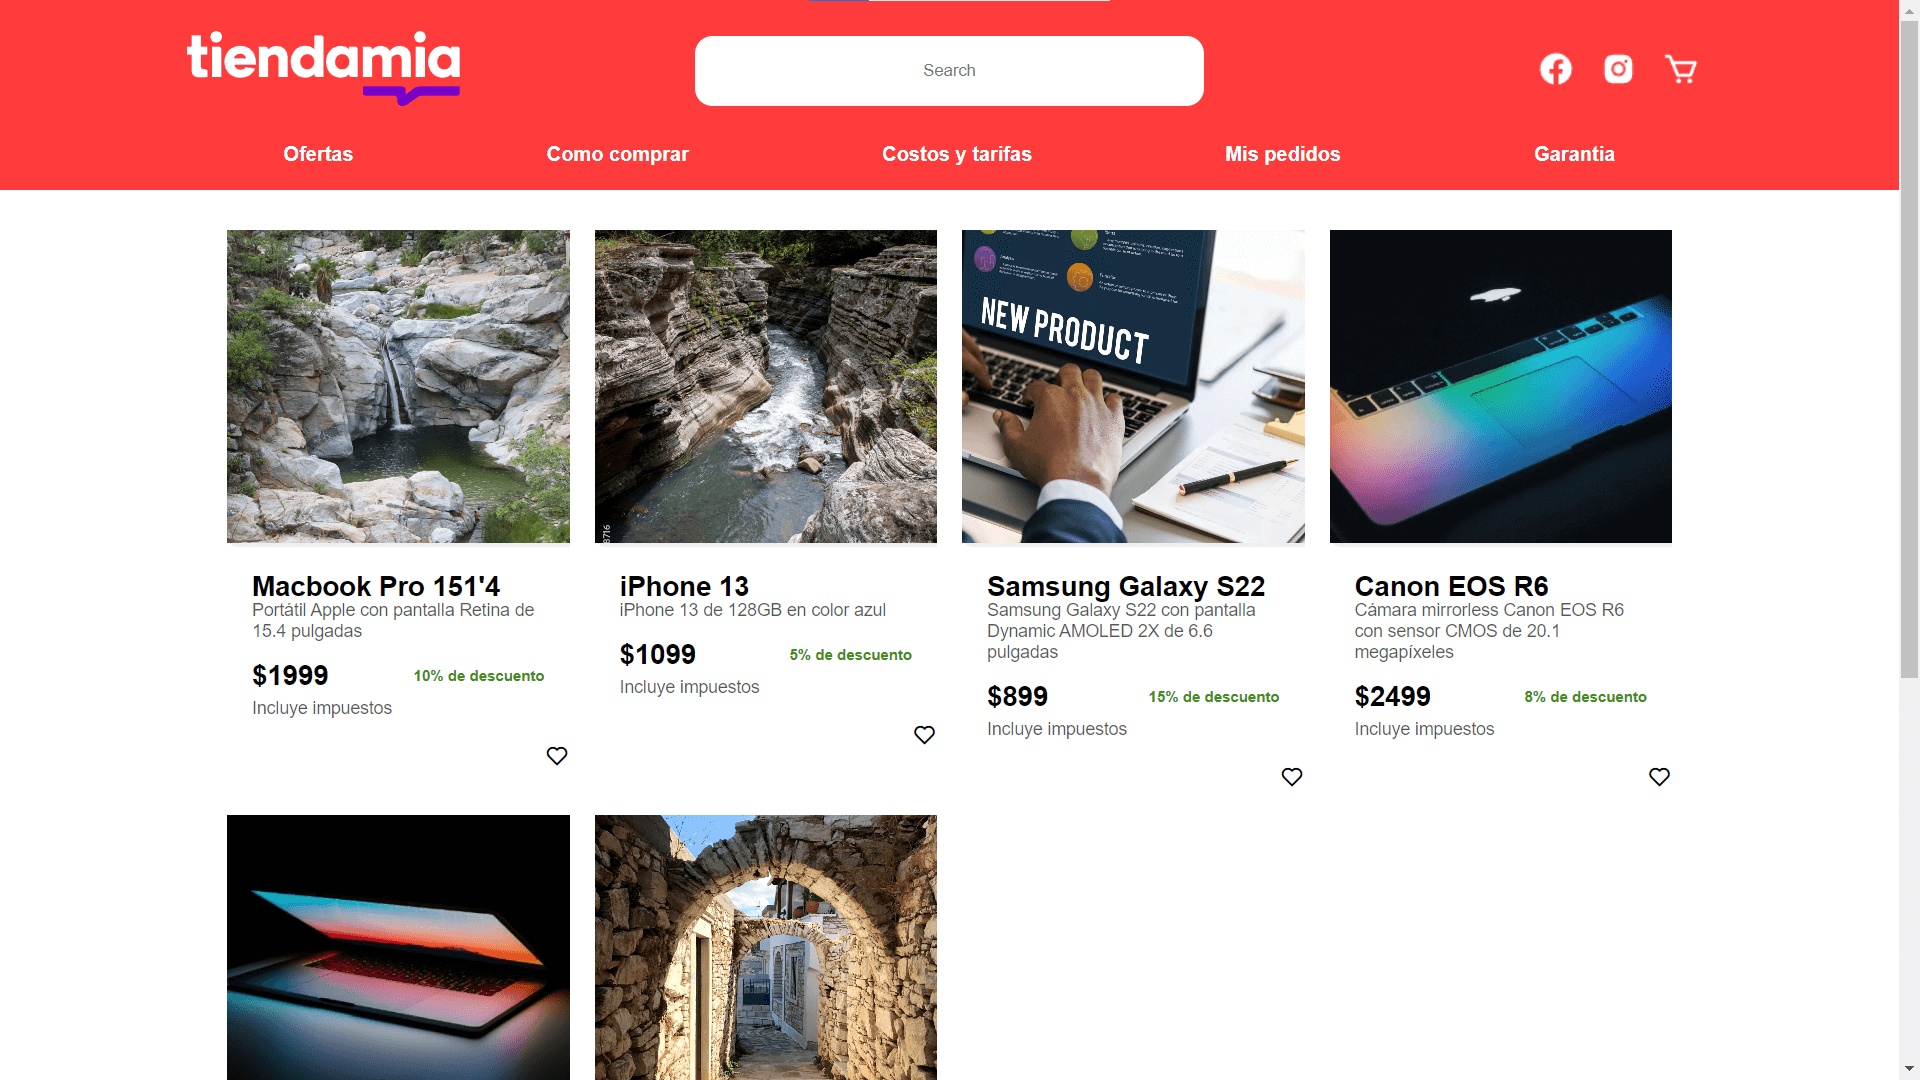 tiendamia
Search
Ofertas
Como comprar
Costos y tarifas
Mis pedidos
Garantia
NEW PRODUCT
8716
Macbook Pro 151'4
Portátil Apple con pantalla Retina de
15.4 pulgadas
$1999
10% de descuento
Incluye impuestos
iPhone 13
iPhone 13 de 128GB en color azul
$1099
5% de descuento
Incluye impuestos
Samsung Galaxy S22
Samsung Galaxy S22 con pantalla
Dynamic AMOLED 2X de 6.6
pulgadas
$899
15% de descuento
Incluye impuestos
Canon EOS R6
Cámara mirrorless Canon EOS R6
con sensor CMOS de 20.1
megapíxeles
$2499
8% de descuento
Incluye impuestos